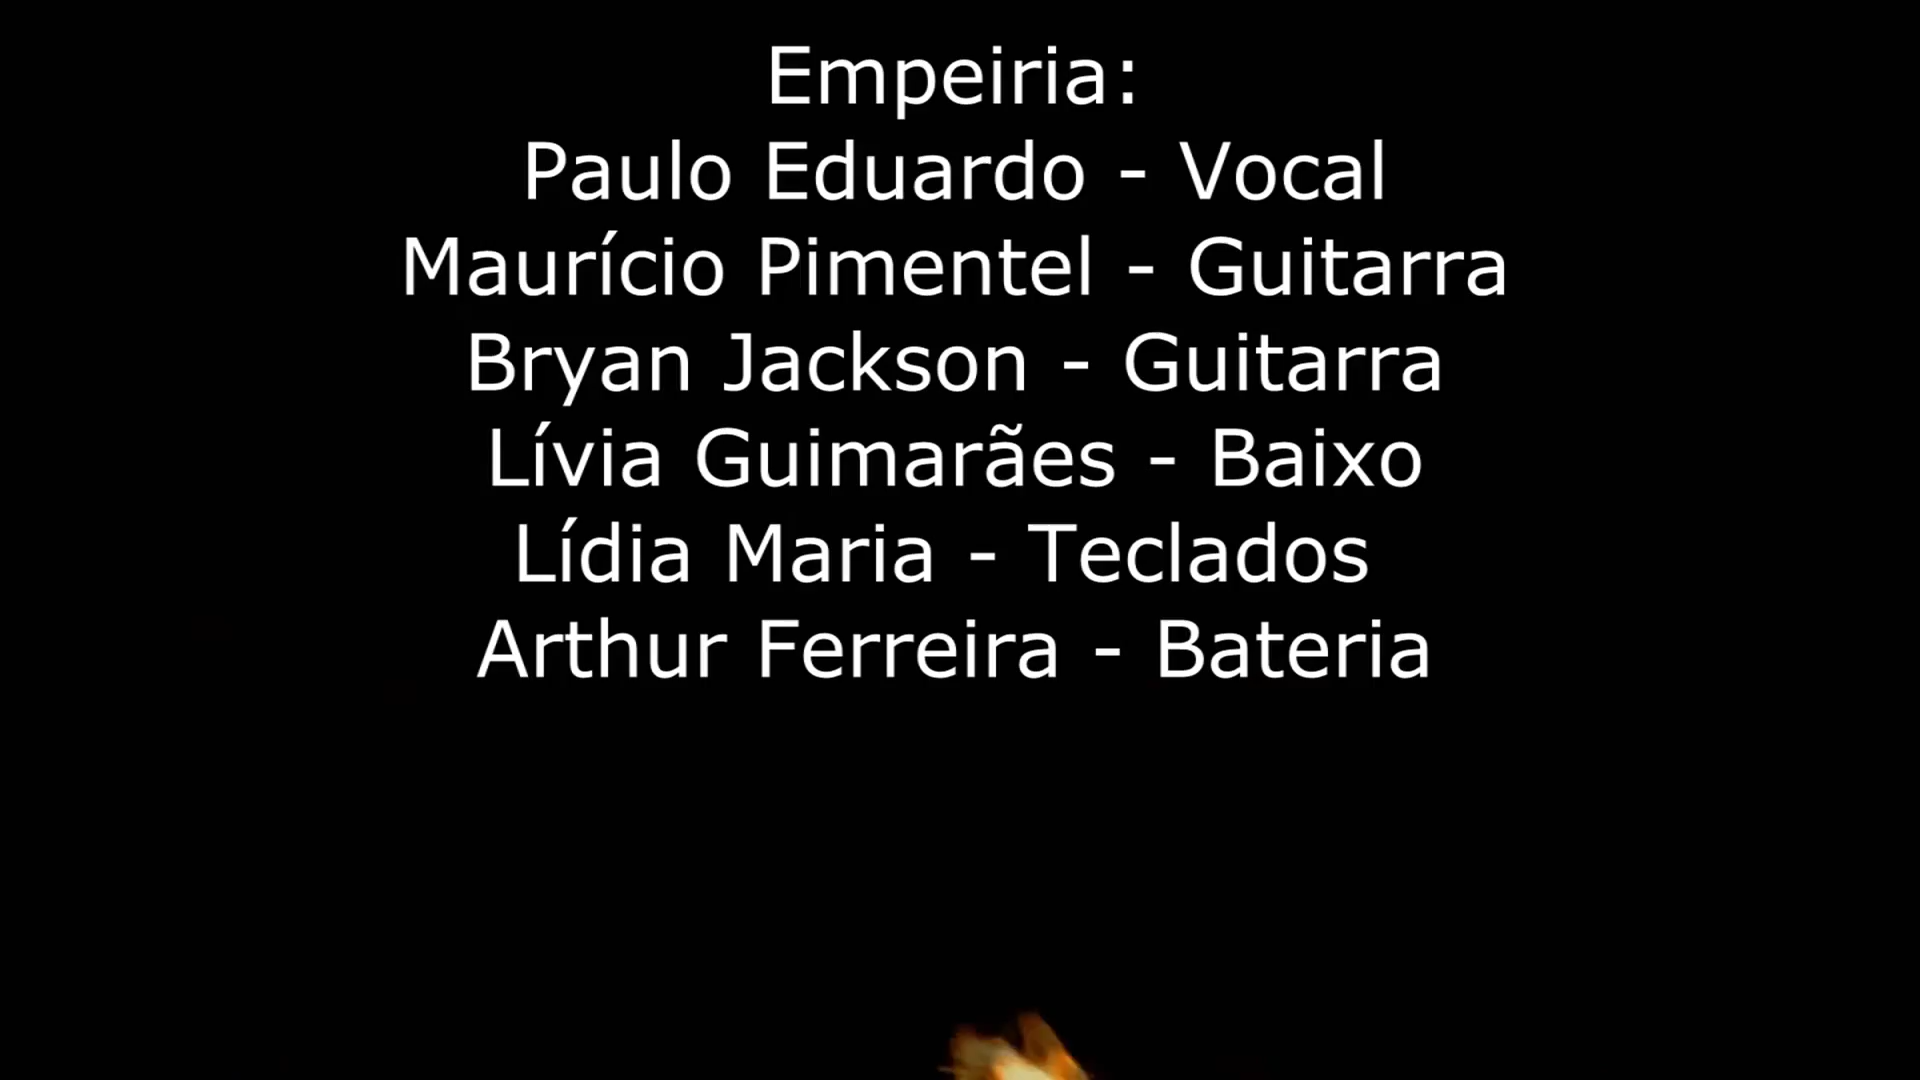 Empeiria:
Paulo Eduardo - Vocal
Maurício Pimentel - Guitarra
Bryan Jackson - Guitarra
Lívia Guimarães - Baixo
Lídia Maria - Teclados
Arthur Ferreira - Bateria